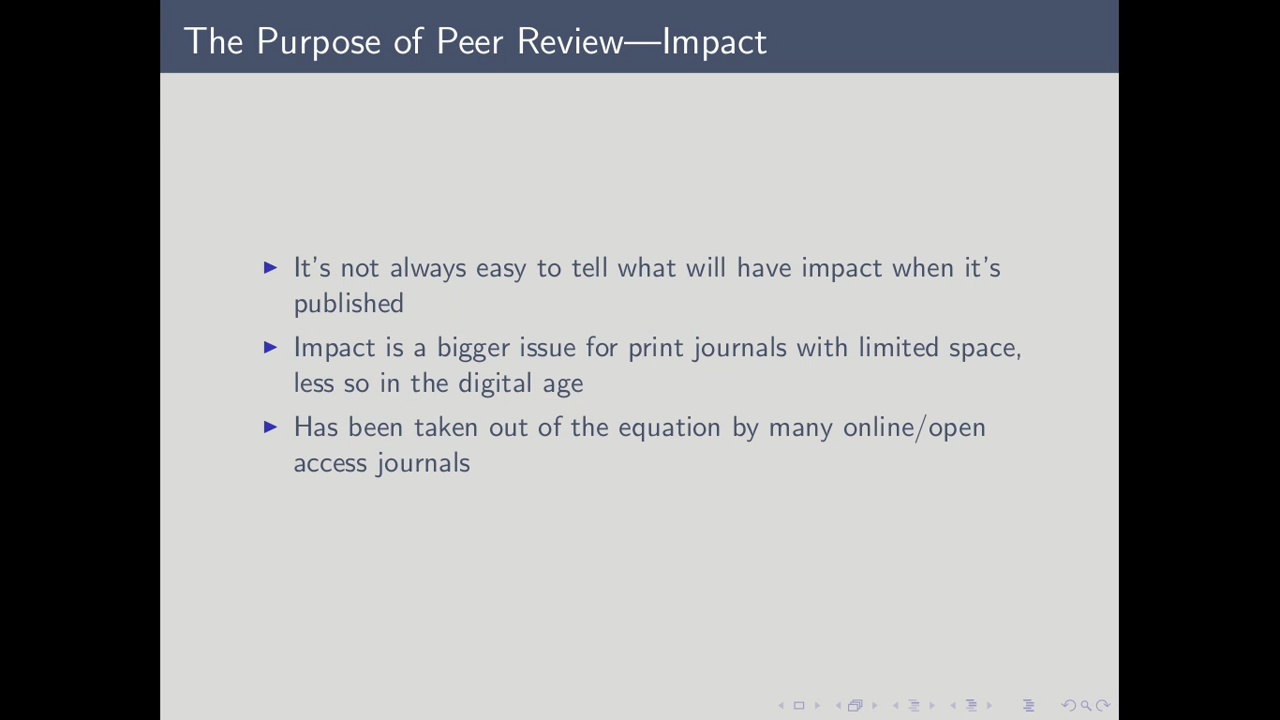 The Purpose of Peer Review—Impact
It's not always easy to tell what will have impact when it's
published
Impact is a bigger issue for print journals with limited space,
less so in the digital age
Has been taken out of the equation by many online/open
access journals